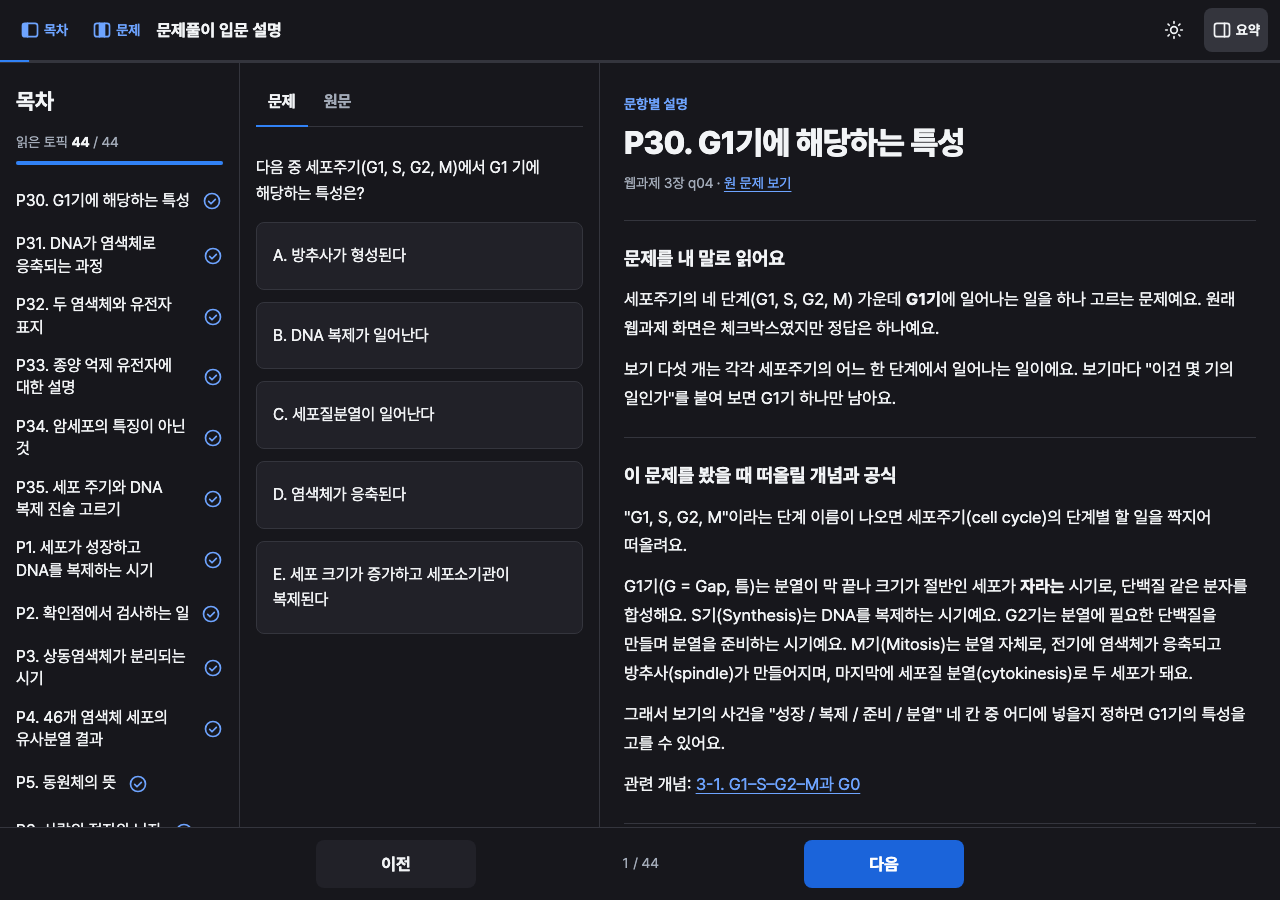 목차
문제
문제풀이 입문 설명
요약
목차
읽은 토픽 44 / 44
P30. G1기에 해당하는 특성
P31. DNA가 염색체로
응축되는 과정
P32. 두 염색체와 유전자
표지
P33. 종양 억제 유전자에
대한 설명
P34. 암세포의 특징이 아닌
것
P35. 세포 주기와 DNA
복제 진술 고르기
P1. 세포가 성장하고
DNA를 복제하는 시기
P2. 확인점에서 검사하는 일
P3. 상동염색체가 분리되는
시기
P4. 46개 염색체 세포의
유사분열 결과
P5. 동원체의 뜻
문제
원문
다음 중 세포주기(G1, S, G2, M)에서 G1 기에
해당하는 특성은?
A. 방추사가 형성된다
B. DNA 복제가 일어난다
C. 세포질분열이 일어난다
D. 염색체가 응축된다
E. 세포 크기가 증가하고 세포소기관이
복제된다
문항별 설명
P30. G1기에 해당하는 특성
웹과제 3장 q04 · 원 문제 보기
문제를 내 말로 읽어요
세포주기의 네 단계(G1, S, G2, M) 가운데 G1기에 일어나는 일을 하나 고르는 문제예요. 원래
웹과제 화면은 체크박스였지만 정답은 하나예요.
보기 다섯 개는 각각 세포주기의 어느 한 단계에서 일어나는 일이에요. 보기마다 "이건 몇 기의
일인가"를 붙여 보면 G1기 하나만 남아요.
이 문제를 봤을 때 떠올릴 개념과 공식
"G1, S, G2, M"이라는 단계 이름이 나오면 세포주기(cell cycle)의 단계별 할 일을 짝지어
떠올려요.
G1기(G = Gap, 틈)는 분열이 막 끝나 크기가 절반인 세포가 자라는 시기로, 단백질 같은 분자를
합성해요. S기(Synthesis)는 DNA를 복제하는 시기예요. G2기는 분열에 필요한 단백질을
만들며 분열을 준비하는 시기예요. M기(Mitosis)는 분열 자체로, 전기에 염색체가 응축되고
방추사(spindle)가 만들어지며, 마지막에 세포질 분열(cytokinesis)로 두 세포가 돼요.
그래서 보기의 사건을 "성장 / 복제 / 준비 / 분열" 네 칸 중 어디에 넣을지 정하면 G1기의 특성을
고를 수 있어요.
관련 개념: 3-1. G1–S–G2–M과 G0
이전
1 / 44
다음